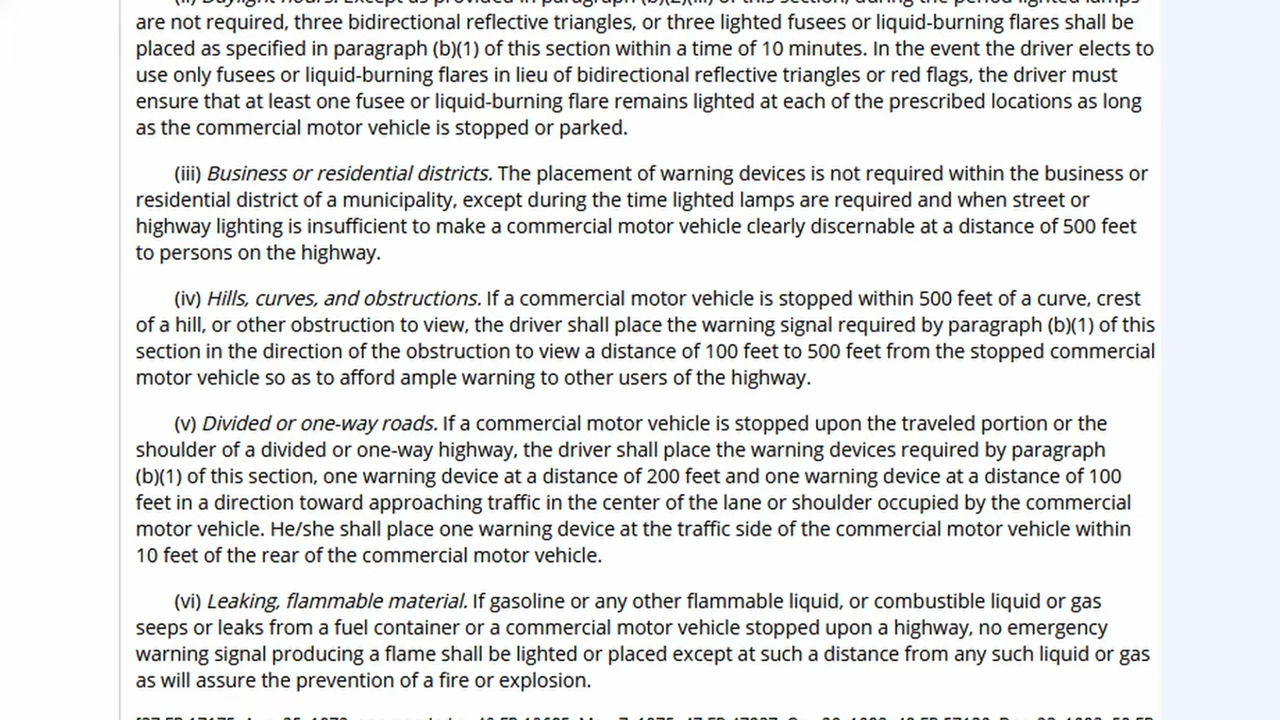 (ii) Daylight hours. Except as provided in paragraph (b)(2)(iii) of this section, during the period lighted lamps
are not required, three bidirectional reflective triangles, or three lighted fusees or liquid-burning flares shall be
placed as specified in paragraph (b)(1) of this section within a time of 10 minutes. In the event the driver elects to
use only fusees or liquid-burning flares in lieu of bidirectional reflective triangles or red flags, the driver must
ensure that at least one fusee or liquid-burning flare remains lighted at each of the prescribed locations as long
as the commercial motor vehicle is stopped or parked.
(iii) Business or residential districts. The placement of warning devices is not required within the business or
residential district of a municipality, except during the time lighted lamps are required and when street or
highway lighting is insufficient to make a commercial motor vehicle clearly discernable at a distance of 500 feet
to persons on the highway.
(iv) Hills, curves, and obstructions. If a commercial motor vehicle is stopped within 500 feet of a curve, crest
of a hill, or other obstruction to view, the driver shall place the warning signal required by paragraph (b)(1) of this
section in the direction of the obstruction to view a distance of 100 feet to 500 feet from the stopped commercial
motor vehicle so as to afford ample warning to other users of the highway.
(v) Divided or one-way roads. If a commercial motor vehicle is stopped upon the traveled portion or the
shoulder of a divided or one-way highway, the driver shall place the warning devices required by paragraph
(b)(1) of this section, one warning device at a distance of 200 feet and one warning device at a distance of 100
feet in a direction toward approaching traffic in the center of the lane or shoulder occupied by the commercial
motor vehicle. He/she shall place one warning device at the traffic side of the commercial motor vehicle within
10 feet of the rear of the commercial motor vehicle.
(vi) Leaking, flammable material. If gasoline or any other flammable liquid, or combustible liquid or gas
seeps or leaks from a fuel container or a commercial motor vehicle stopped upon a highway, no emergency
warning signal producing a flame shall be lighted or placed except at such a distance from any such liquid or gas
as will assure the prevention of a fire or explosion.